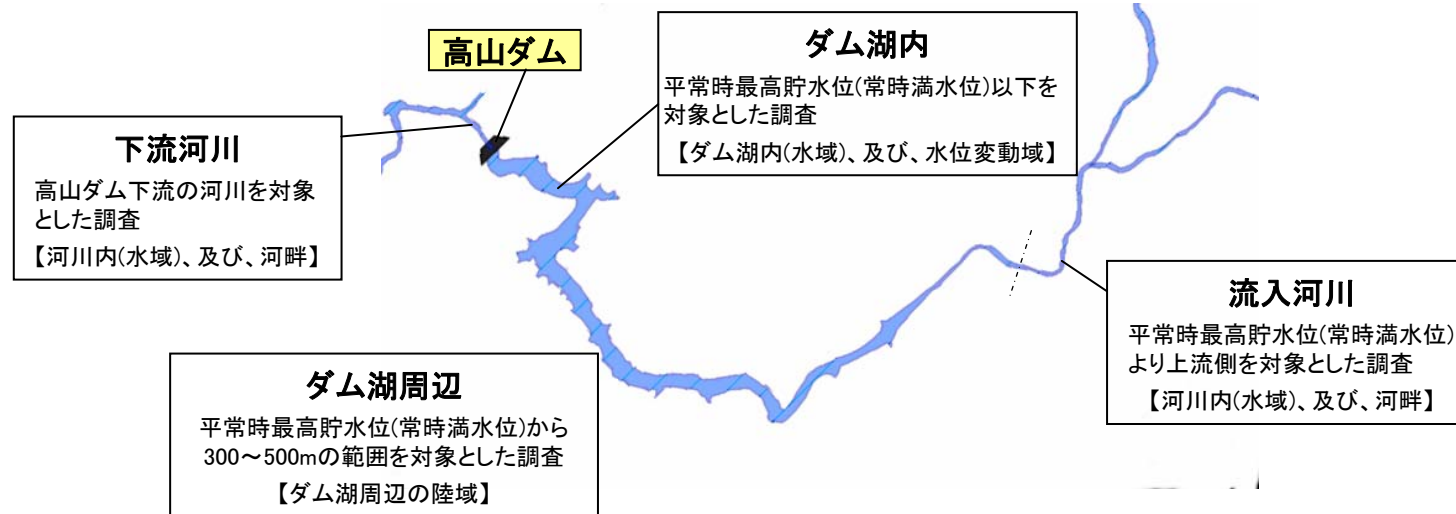 高山ダム
ダム湖内
平常時最高貯水位(常時満水位)以下を
対象とした調査
【ダム湖内(水域)、及び、水位変動域】
下流河川
高山ダム下流の河川を対象
とした調査
【河川内(水域)、及び、河畔】
流入河川
平常時最高貯水位(常時満水位)
より上流側を対象とした調査
【河川内(水域)、及び、河畔】
ダム湖周辺
平常時最高貯水位(常時満水位)から
300～500mの範囲を対象とした調査
【ダム湖周辺の陸域】